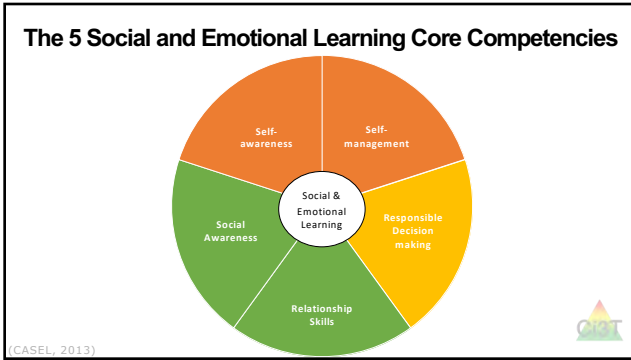 The 5 Social and Emotional Learning Core Competencies
Self-
awareness
Self-
management
Social &
Emotional
Learning
Social
Awareness
Responsible
Decision
making
Relationship
Skills
(CASEL, 2013)
Ci3T